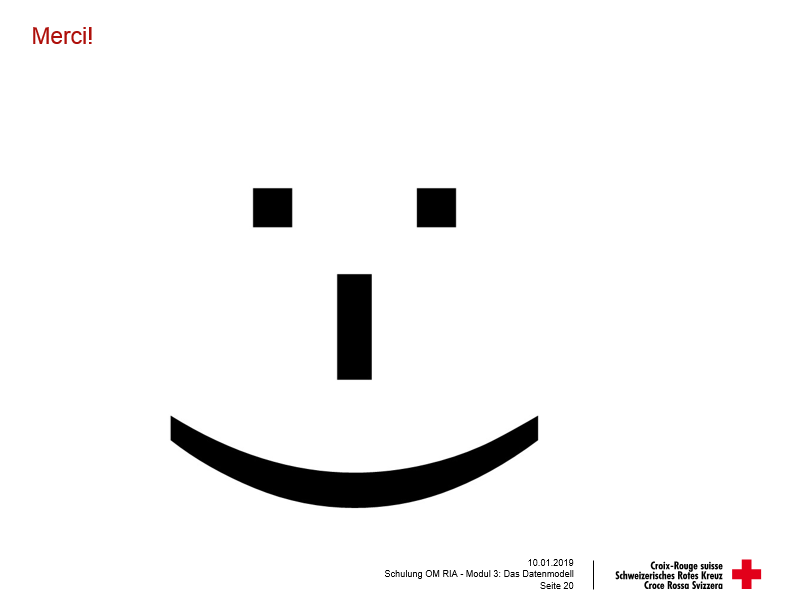 Merci!
10.01.2019
Schulung OM RIA - Modul 3: Das Datenmodell
Seite 20
Croix-Rouge suisse
Schweizerisches Rotes Kreuz
Croce Rossa Svizzera